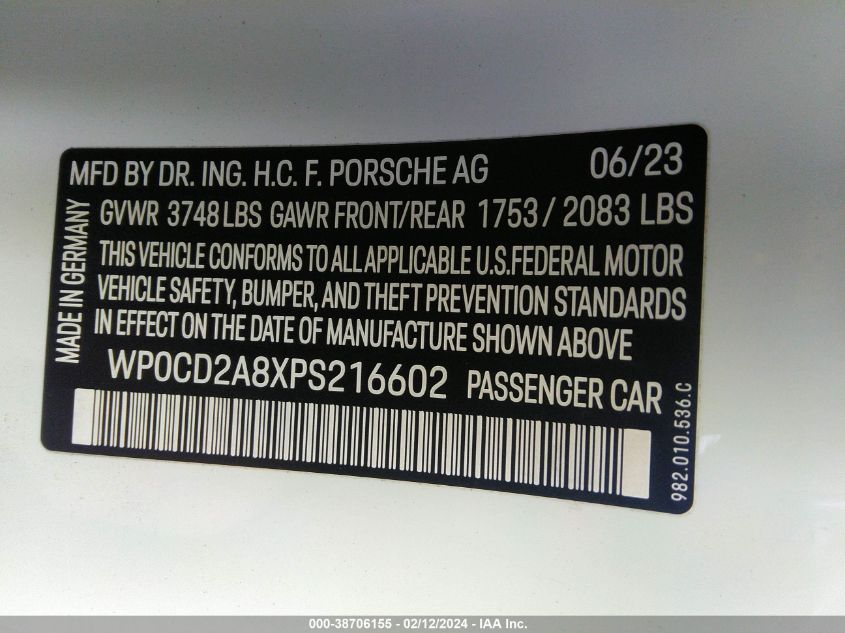 MFD BY DR. ING. H.C. F. PORSCHE AG 06/23
GVWR 3748 LBS GAWR FRONT/REAR 1753 / 2083 LBS
THIS VEHICLE CONFORMS TO ALL APPLICABLE U.S.FEDERAL MOTOR
VEHICLE SAFETY, BUMPER, AND THEFT PREVENTION STANDARDS
IN EFFECT ON THE DATE OF MANUFACTURE SHOWN ABOVE
WP0CD2A8XPS216602 PASSENGER CAR
MADE IN GERMANY
982.010.536.C
000-38706155 - 02/12/2024 - IAA Inc.